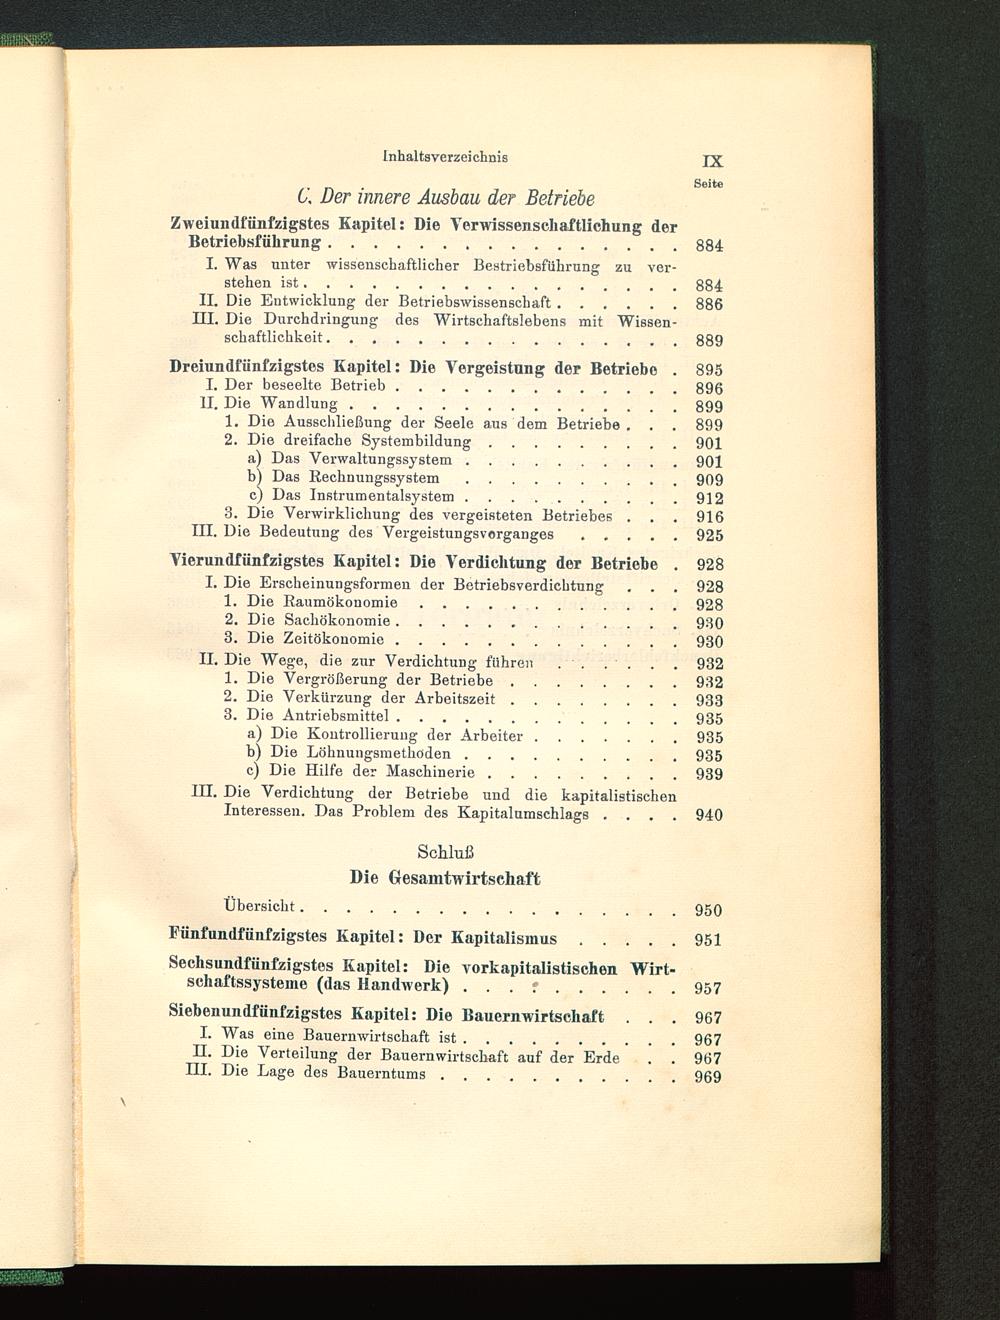 Inhaltsverzeichnis IX
Seite
C. Der innere Ausbau der Betriebe
Zweiundfünfzigstes Kapitel: Die Verwissenschaftlichung der
Betriebsführung . . . . . . . . . . . . . . . . 884
I. Was unter wissenschaftlicher Bestriebsführung zu ver-
stehen ist . . . . . . . . . . . . . . . . . 884
II. Die Entwicklung der Betriebswissenschaft . . . . . . 886
III. Die Durchdringung des Wirtschaftslebens mit Wissen-
schaftlichkeit . . . . . . . . . . . . . . . . 889
Dreiundfünfzigstes Kapitel: Die Vergeistung der Betriebe . 895
I. Der beseelte Betrieb . . . . . . . . . . . . . 896
II. Die Wandlung . . . . . . . . . . . . . . . 899
1. Die Ausschließung der Seele aus dem Betriebe . . . 899
2. Die dreifache Systembildung . . . . . . . . . 901
a) Das Verwaltungssystem . . . . . . . . . . 901
b) Das Rechnungssystem . . . . . . . . . . 909
c) Das Instrumentalsystem . . . . . . . . . . 912
3. Die Verwirklichung des vergeisteten Betriebes . . . 916
III. Die Bedeutung des Vergeistungsvorganges . . . . . 925
Vierundfünfzigstes Kapitel: Die Verdichtung der Betriebe . 928
I. Die Erscheinungsformen der Betriebsverdichtung . . . 928
1. Die Raumökonomie . . . . . . . . . . . . 928
2. Die Sachökonomie . . . . . . . . . . . . . 930
3. Die Zeitökonomie . . . . . . . . . . . . . 930
II. Die Wege, die zur Verdichtung führen . . . . . . 932
1. Die Vergrößerung der Betriebe . . . . . . . . 932
2. Die Verkürzung der Arbeitszeit . . . . . . . . 933
3. Die Antriebsmittel . . . . . . . . . . . . . 935
a) Die Kontrollierung der Arbeiter . . . . . . . 935
b) Die Löhnungsmethoden . . . . . . . . . . 935
c) Die Hilfe der Maschinerie . . . . . . . . . 939
III. Die Verdichtung der Betriebe und die kapitalistischen
Interessen. Das Problem des Kapitalumschlags . . . . 940
Schluß
Die Gesamtwirtschaft
Übersicht . . . . . . . . . . . . . . . . . 950
Fünfundfünfzigstes Kapitel: Der Kapitalismus . . . . . 951
Sechsundfünfzigstes Kapitel: Die vorkapitalistischen Wirt-
schaftssysteme (das Handwerk) . . . . . . . . . . 957
Siebenundfünfzigstes Kapitel: Die Bauernwirtschaft . . . 967
I. Was eine Bauernwirtschaft ist . . . . . . . . . . 967
II. Die Verteilung der Bauernwirtschaft auf der Erde . . 967
III. Die Lage des Bauerntums . . . . . . . . . . . 969